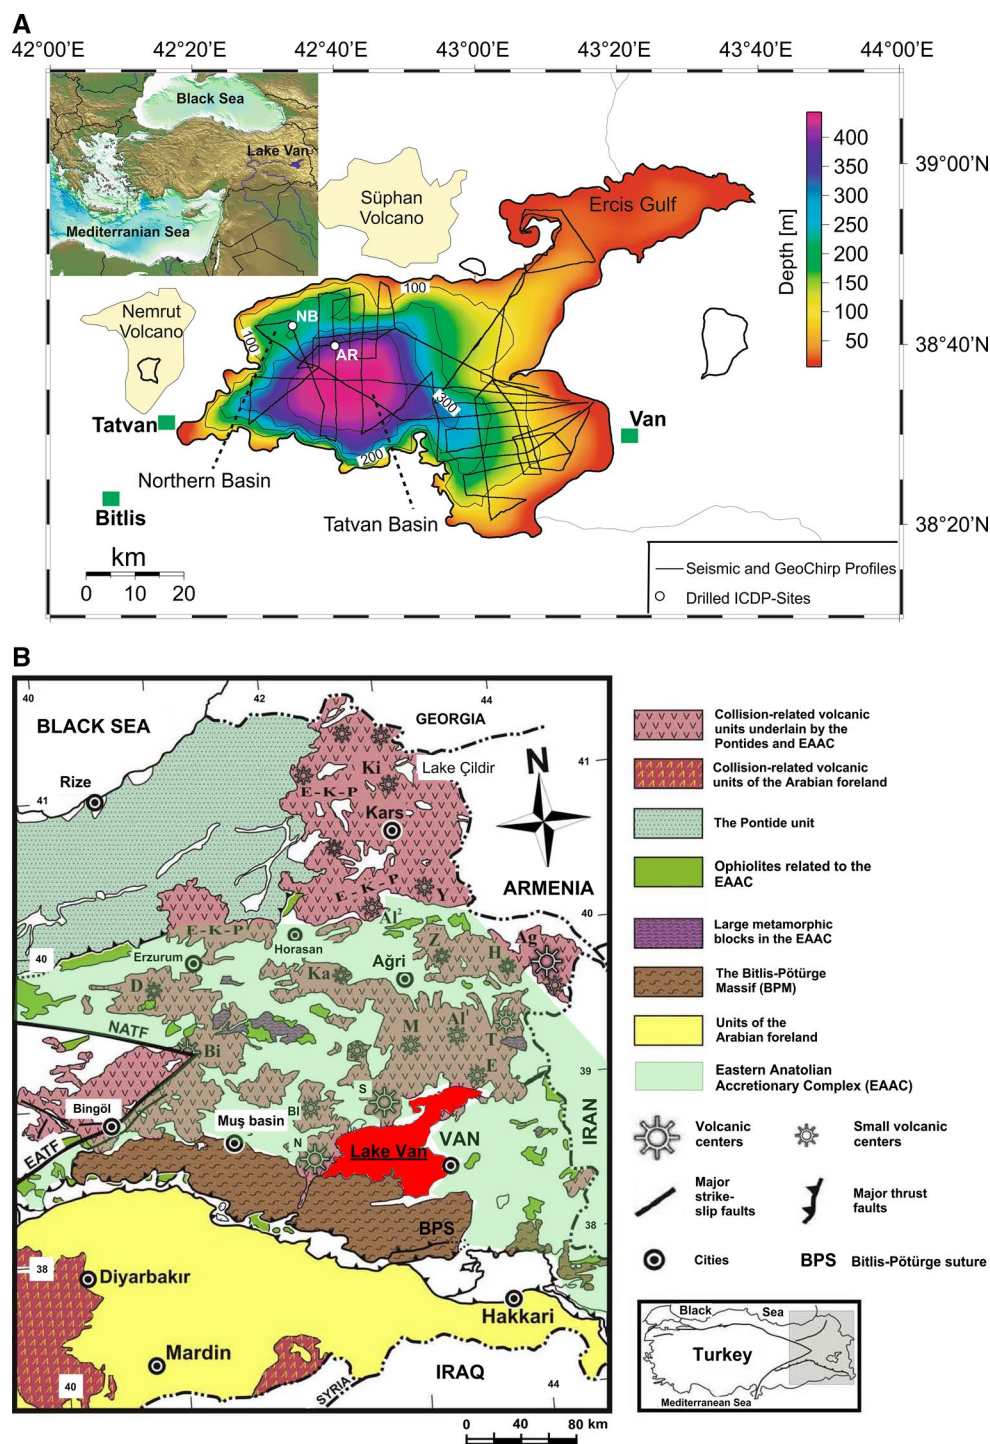 A
42°00'E
42°20'E
42°40'E
43°00'E
43°20'E
43°40'E
44°00'E
Black Sea
Lake Van
Mediterranian Sea
Süphan
Volcano
Ercis Gulf
Depth [m]
400
350
300
250
200
150
100
50
39°00'N
38°40'N
38°20'N
Nemrut
Volcano
100
100
NB
AR
300
200
Tatvan
Van
Bitlis
Northern Basin
Tatvan Basin
km
0 10 20
Seismic and GeoChirp Profiles
Drilled ICDP-Sites
B
40
42
44
BLACK SEA
GEORGIA
Rize
Ki
Lake Çildir
N
41
41
E-K-P
Kars
E-K-P
Y
ARMENIA
40
Al²
E-K-P
Horasan
Z
H
Ag
40
Erzurum
Ka
Ağri
D
NATF
M
Al
T
Bi
E
39
S
Bingöl
Bl
Muş basin
N
VAN
Lake Van
IRAN
EATF
BPS
38
38
Diyarbakır
Hakkari
Mardin
40
SYRIA
IRAQ
44
0 40 80 km
Collision-related volcanic
units underlain by the
Pontides and EAAC
Collision-related volcanic
units of the Arabian foreland
The Pontide unit
Ophiolites related to the
EAAC
Large metamorphic
blocks in the EAAC
The Bitlis-Pötürge
Massif (BPM)
Units of the
Arabian foreland
Eastern Anatolian
Accretionary Complex (EAAC)
Volcanic
centers
Small volcanic
centers
Major
strike-
slip faults
Major thrust
faults
Cities
BPS
Bitlis-Pötürge suture
Black Sea
Turkey
Mediterranean Sea